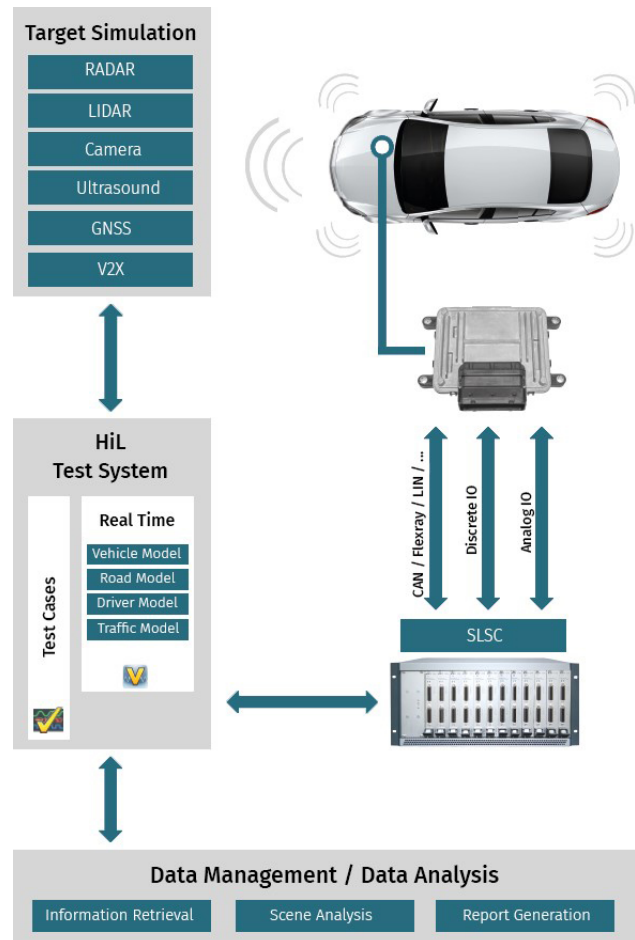 Target Simulation
RADAR
LIDAR
Camera
Ultrasound
GNSS
V2X
HiL
Test System
Test Cases
Real Time
Vehicle Model
Road Model
Driver Model
Traffic Model
CAN / Flexray / LIN / ...
Discrete IO
Analog IO
SLSC
Data Management / Data Analysis
Information Retrieval
Scene Analysis
Report Generation